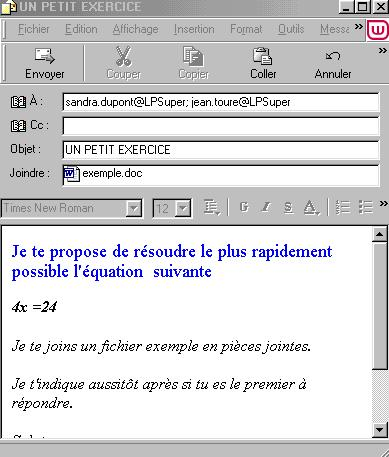 UN PETIT EXERCICE
Fichier Edition Affichage Insertion Format Outils Messa »
Envoyer Couper Copier Coller Annuler »
À : sandra.dupont@LPSuper; jean.toure@LPSuper
Cc :
Objet : UN PETIT EXERCICE
Joindre : exemple.doc
Times New Roman 12 G I S A »
Je te propose de résoudre le plus rapidement
possible l'équation suivante
4x =24
Je te joins un fichier exemple en pièces jointes.
Je t'indique aussitôt après si tu es le premier à
répondre.